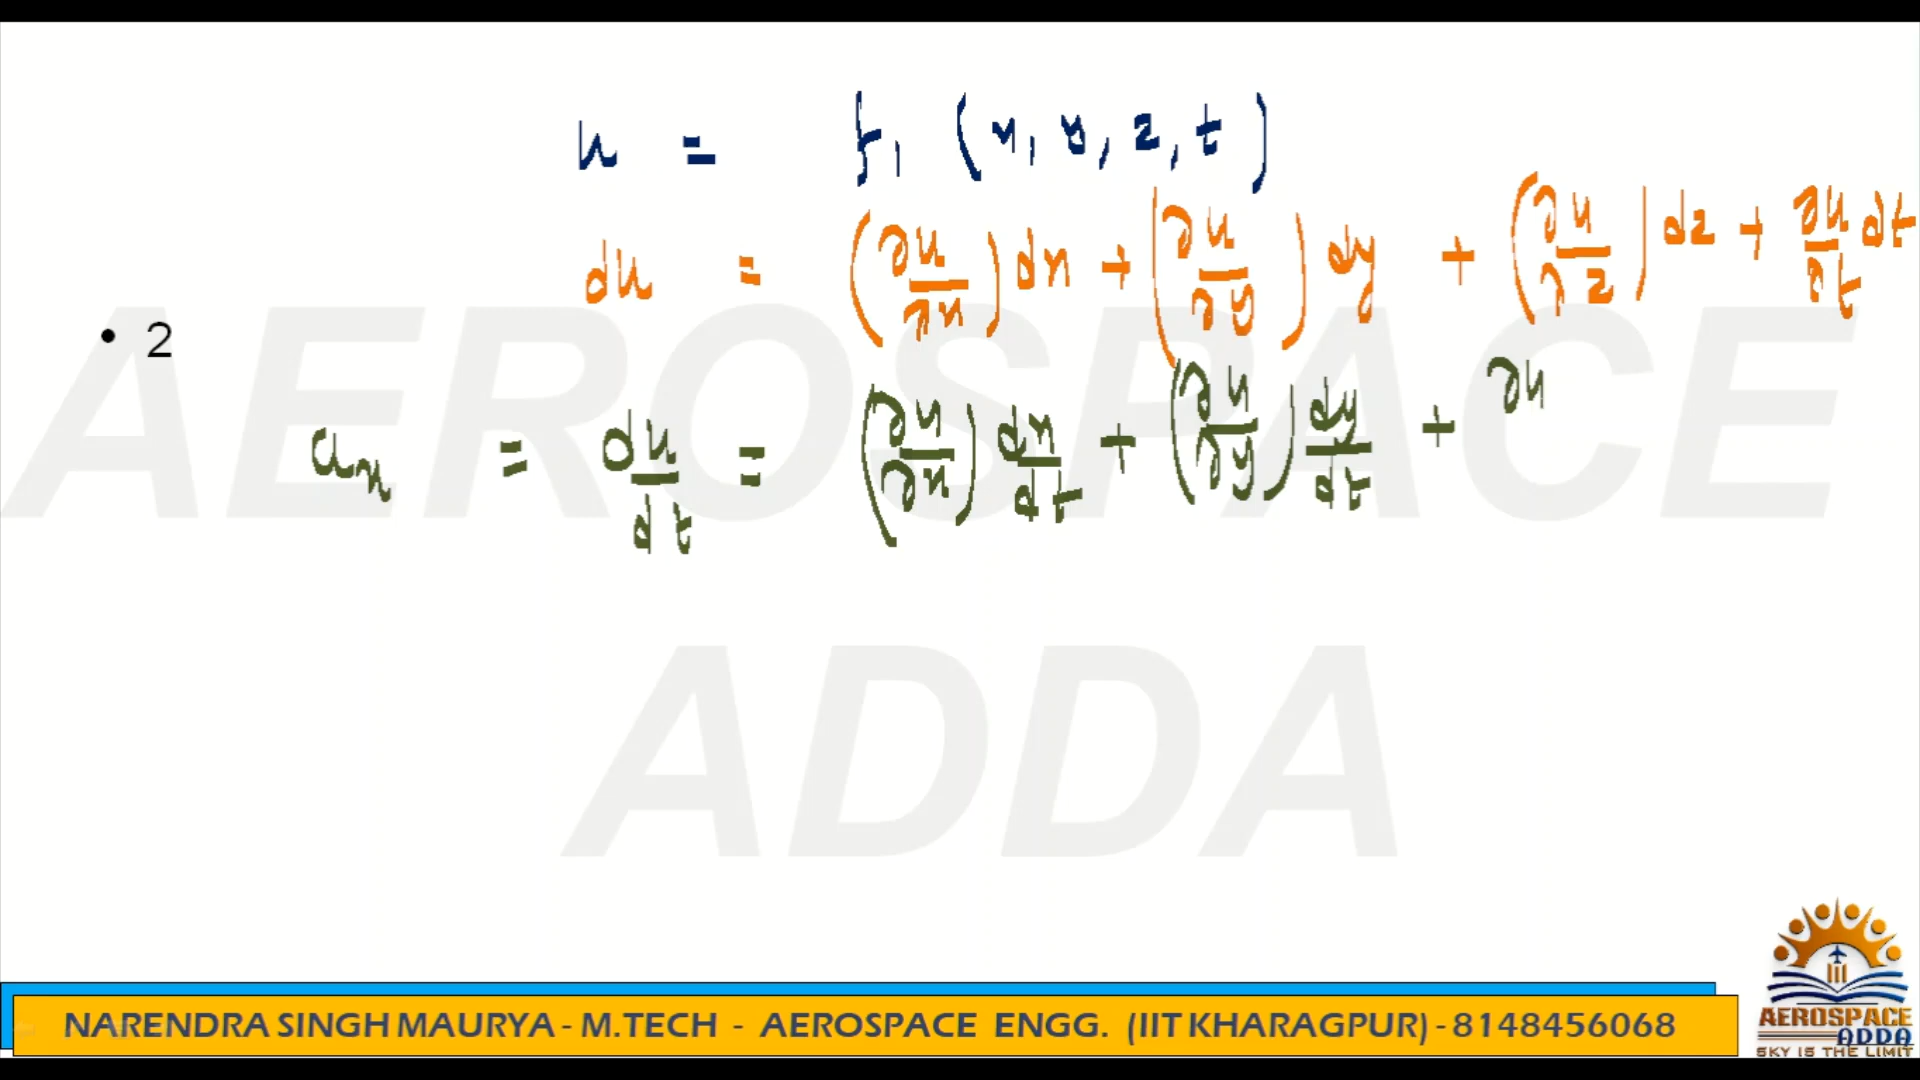 u = f₁ (x, y, z, t)
du = (∂u/∂x) dx + (∂u/∂y) dy + (∂u/∂z) dz + ∂u/∂t dt
• 2
aₓ = du/dt = (∂u/∂x) dx/dt + (∂u/∂y) dy/dt + ∂u
AEROSPACE
ADDA
NARENDRA SINGH MAURYA - M.TECH - AEROSPACE ENGG. (IIT KHARAGPUR) - 8148456068
AEROSPACE
ADDA
SKY IS THE LIMIT